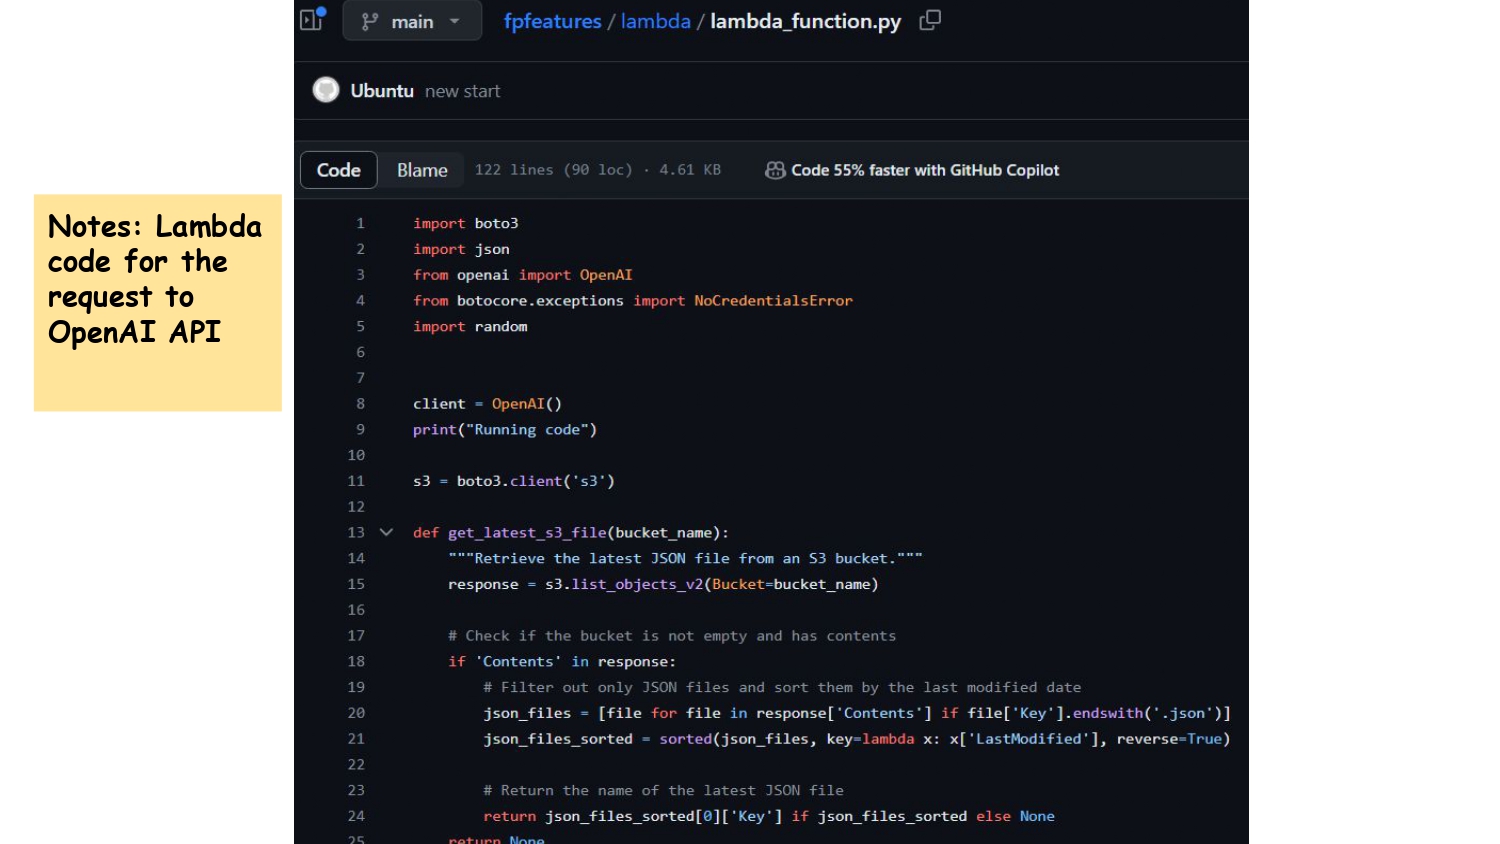 main
fpfeatures / lambda / lambda_function.py
Ubuntu new start
Code Blame 122 lines (90 loc) · 4.61 KB Code 55% faster with GitHub Copilot
Notes: Lambda
code for the
request to
OpenAI API
1 import boto3
2 import json
3 from openai import OpenAI
4 from botocore.exceptions import NoCredentialsError
5 import random
6
7
8 client = OpenAI()
9 print("Running code")
10
11 s3 = boto3.client('s3')
12
13 def get_latest_s3_file(bucket_name):
14     """Retrieve the latest JSON file from an S3 bucket."""
15     response = s3.list_objects_v2(Bucket=bucket_name)
16
17     # Check if the bucket is not empty and has contents
18     if 'Contents' in response:
19         # Filter out only JSON files and sort them by the last modified date
20         json_files = [file for file in response['Contents'] if file['Key'].endswith('.json')]
21         json_files_sorted = sorted(json_files, key=lambda x: x['LastModified'], reverse=True)
22
23         # Return the name of the latest JSON file
24         return json_files_sorted[0]['Key'] if json_files_sorted else None
25     return None